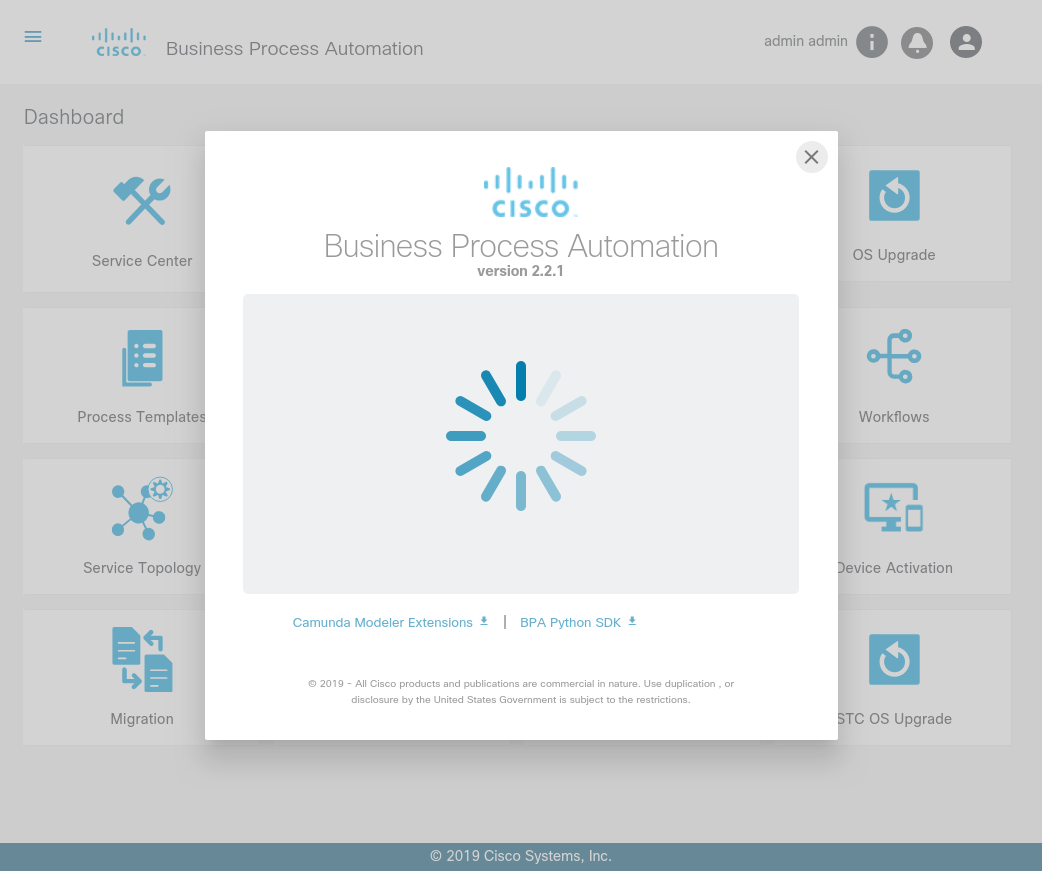 CISCO
Business Process Automation
admin admin
Dashboard
Service Center
OS Upgrade
CISCO
Business Process Automation
version 2.2.1
Process Templates
Workflows
Service Topology
Device Activation
Camunda Modeler Extensions | BPA Python SDK
© 2019 - All Cisco products and publications are commercial in nature. Use duplication , or
disclosure by the United States Government is subject to the restrictions.
Migration
STC OS Upgrade
© 2019 Cisco Systems, Inc.